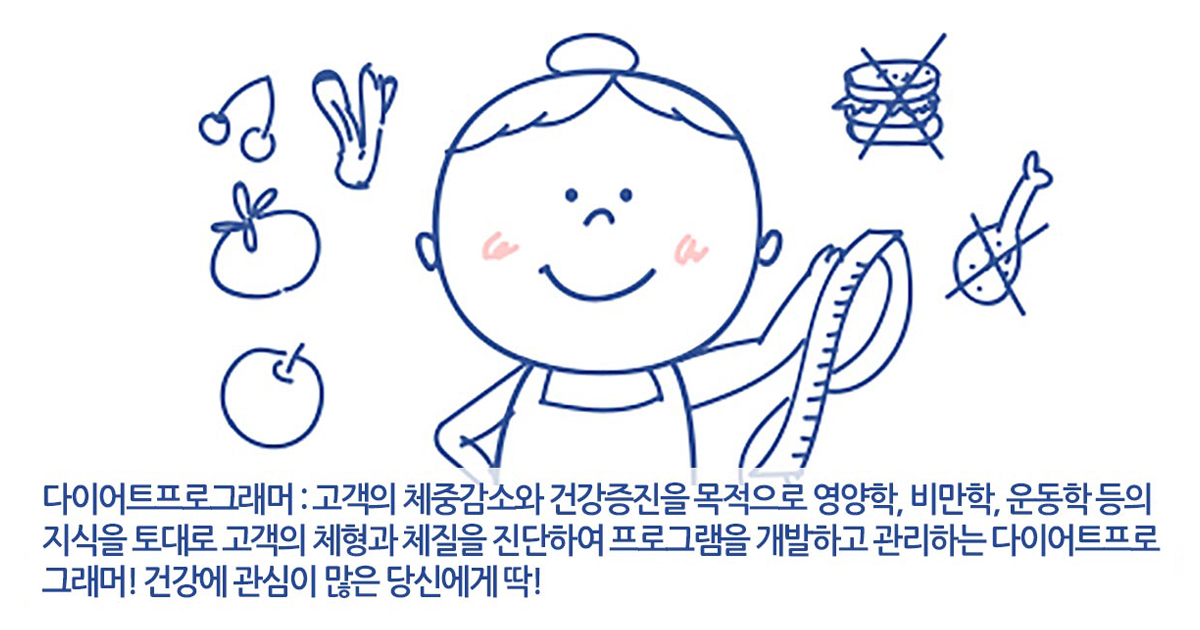 다이어트프로그래머 : 고객의 체중감소와 건강증진을 목적으로 영양학, 비만학, 운동학 등의
지식을 토대로 고객의 체형과 체질을 진단하여 프로그램을 개발하고 관리하는 다이어트프로
그래머! 건강에 관심이 많은 당신에게 딱!